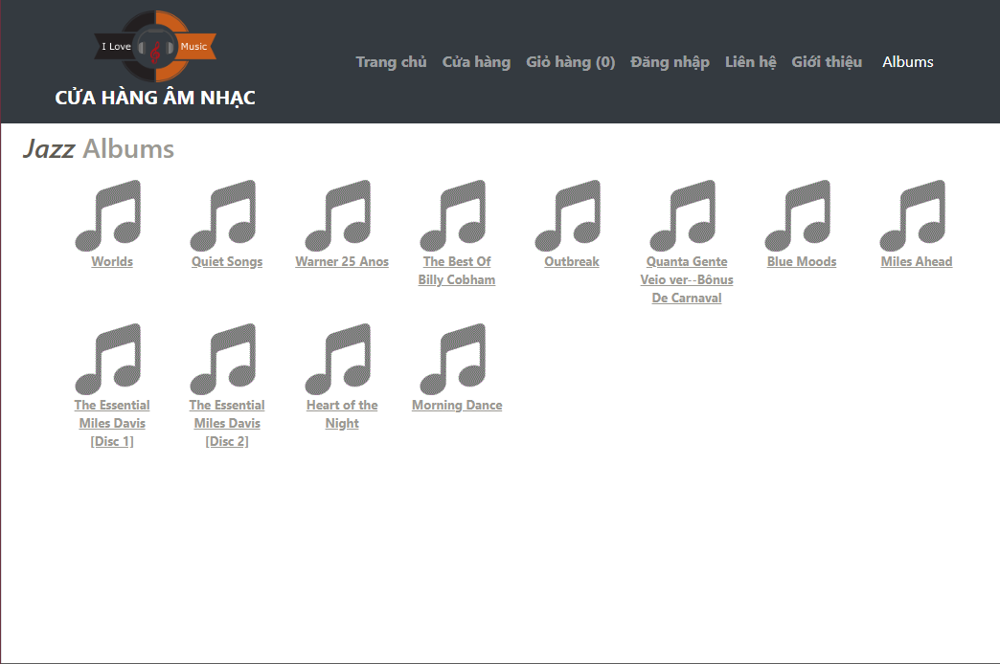 I Love Music
CỬA HÀNG ÂM NHẠC
Trang chủ Cửa hàng Giỏ hàng (0) Đăng nhập Liên hệ Giới thiệu Albums
Jazz Albums
Worlds
Quiet Songs
Warner 25 Anos
The Best Of
Billy Cobham
Outbreak
Quanta Gente
Veio ver--Bônus
De Carnaval
Blue Moods
Miles Ahead
The Essential
Miles Davis
[Disc 1]
The Essential
Miles Davis
[Disc 2]
Heart of the
Night
Morning Dance